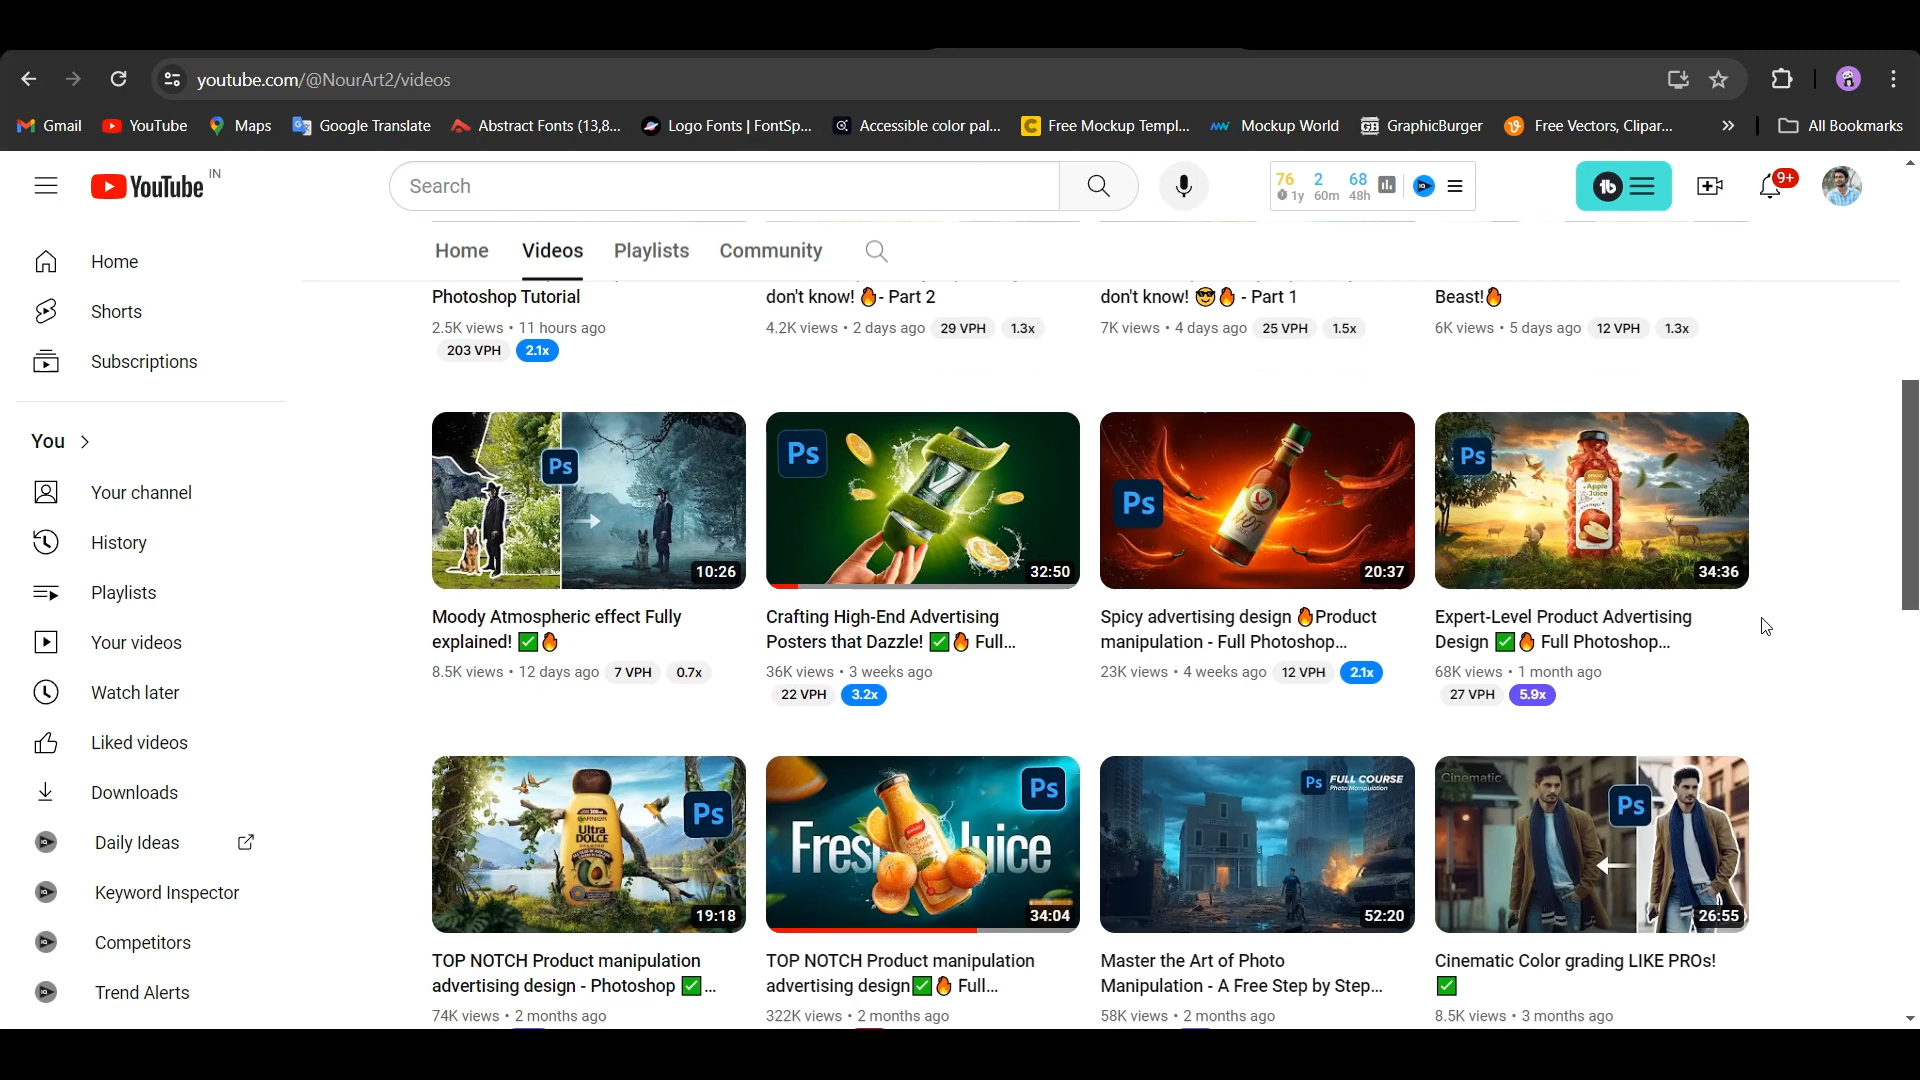 youtube.com/@NourArt2/videos
Gmail
YouTube
Maps
Google Translate
Abstract Fonts (13,8...
Logo Fonts | FontSp...
Accessible color pal...
Free Mockup Templ...
Mockup World
GraphicBurger
Free Vectors, Clipar...
All Bookmarks
YouTube IN
Search
76 2 68
1y 60m 48h
9+
Home
Videos
Playlists
Community
Home
Shorts
Subscriptions
You
Your channel
History
Playlists
Your videos
Watch later
Liked videos
Downloads
Daily Ideas
Keyword Inspector
Competitors
Trend Alerts
Photoshop Tutorial
2.5K views • 11 hours ago
203 VPH 2.1x
don't know! 🔥- Part 2
4.2K views • 2 days ago 29 VPH 1.3x
don't know! 😎🔥 - Part 1
7K views • 4 days ago 25 VPH 1.5x
Beast!🔥
6K views • 5 days ago 12 VPH 1.3x
Ps
10:26
Moody Atmospheric effect Fully
explained! ✅🔥
8.5K views • 12 days ago 7 VPH 0.7x
Ps
32:50
Crafting High-End Advertising
Posters that Dazzle! ✅🔥 Full...
36K views • 3 weeks ago
22 VPH 3.2x
Ps
HOT
20:37
Spicy advertising design 🔥Product
manipulation - Full Photoshop...
23K views • 4 weeks ago 12 VPH 2.1x
Ps
Apple
Juice
34:36
Expert-Level Product Advertising
Design ✅🔥 Full Photoshop...
68K views • 1 month ago
27 VPH 5.9x
Ps
GARNIER
Ultra
DOLCE
19:18
TOP NOTCH Product manipulation
advertising design - Photoshop ✅...
74K views • 2 months ago
Ps
34:04
TOP NOTCH Product manipulation
advertising design✅🔥 Full...
322K views • 2 months ago
Ps FULL COURSE
Photo Manipulation
52:20
Master the Art of Photo
Manipulation - A Free Step by Step...
58K views • 2 months ago
Cinematic
Ps
26:55
Cinematic Color grading LIKE PROs!
✅
8.5K views • 3 months ago